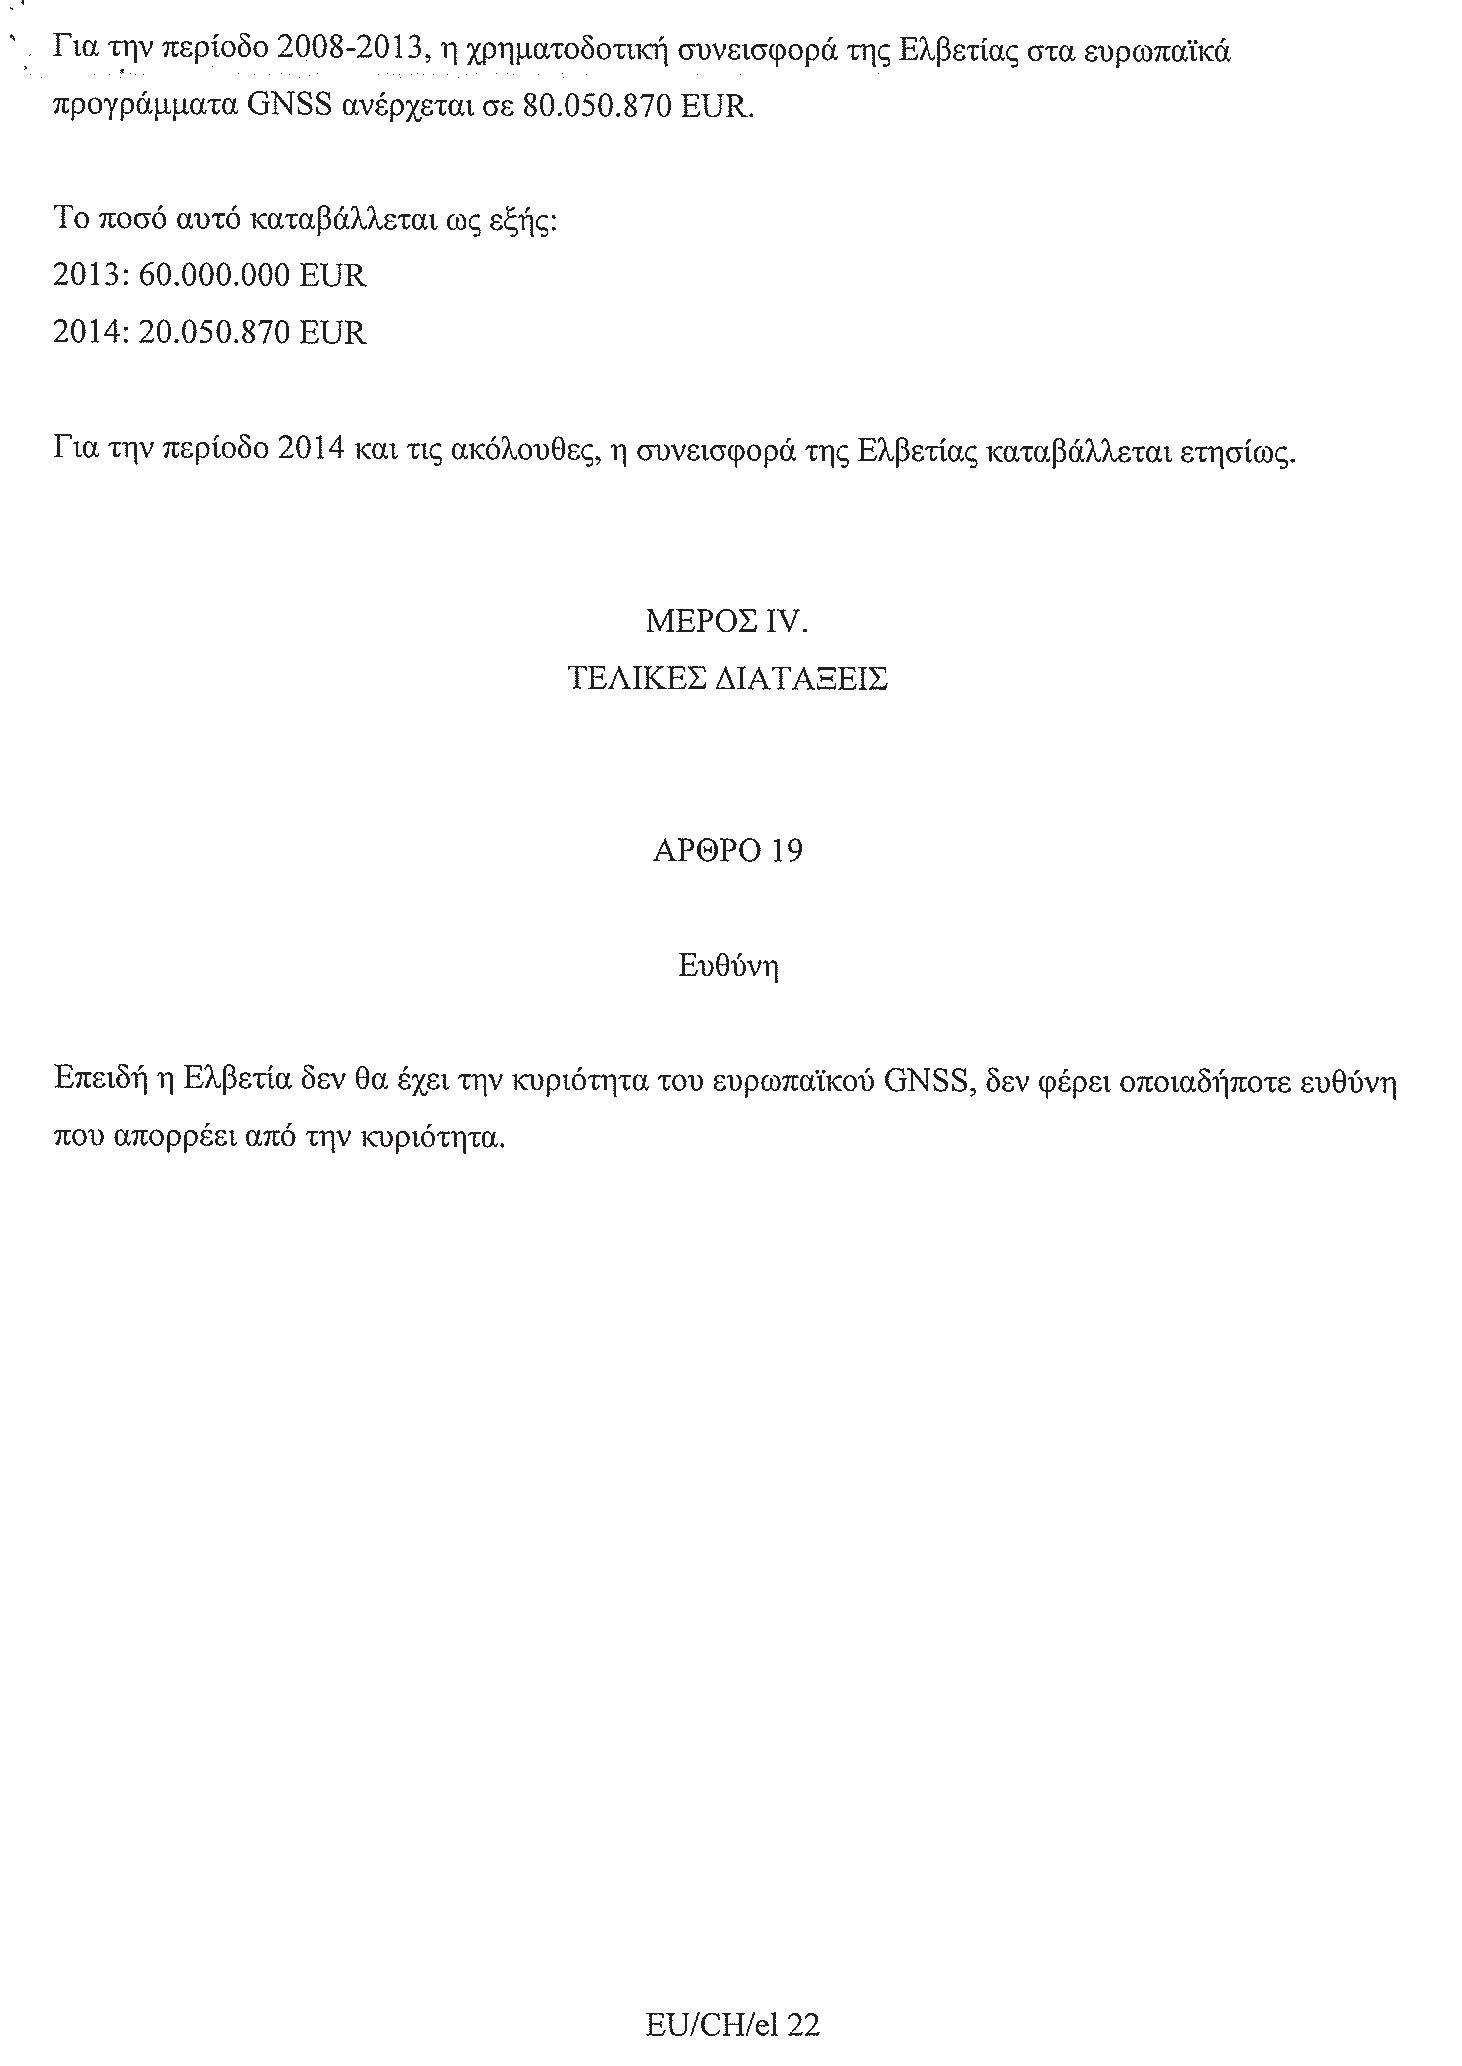 Για την περίοδο 2008-2013, η χρηματοδοτική συνεισφορά της Ελβετίας στα ευρωπαϊκά
προγράμματα GNSS ανέρχεται σε 80.050.870 EUR.
Το ποσό αυτό καταβάλλεται ως εξής:
2013: 60.000.000 EUR
2014: 20.050.870 EUR
Για την περίοδο 2014 και τις ακόλουθες, η συνεισφορά της Ελβετίας καταβάλλεται ετησίως.
ΜΕΡΟΣ IV.
ΤΕΛΙΚΕΣ ΔΙΑΤΑΞΕΙΣ
ΑΡΘΡΟ 19
Ευθύνη
Επειδή η Ελβετία δεν θα έχει την κυριότητα του ευρωπαϊκού GNSS, δεν φέρει οποιαδήποτε ευθύνη
που απορρέει από την κυριότητα.
EU/CH/el 22